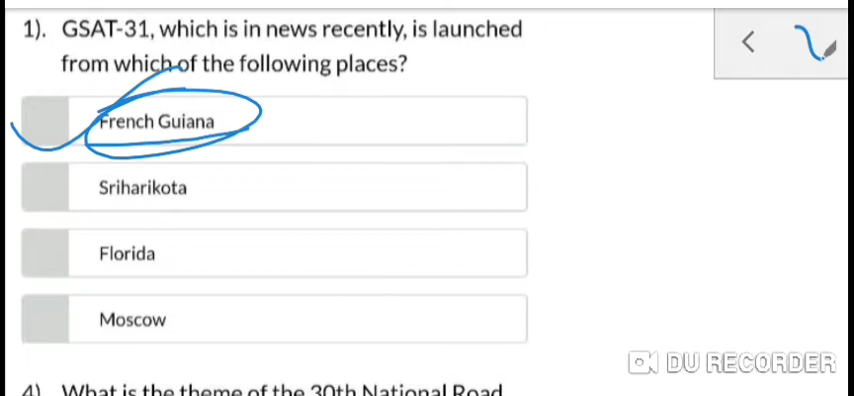 1). GSAT-31, which is in news recently, is launched
from which of the following places?
French Guiana
Sriharikota
Florida
Moscow
DU RECORDER
4). What is the theme of the 30th National Road